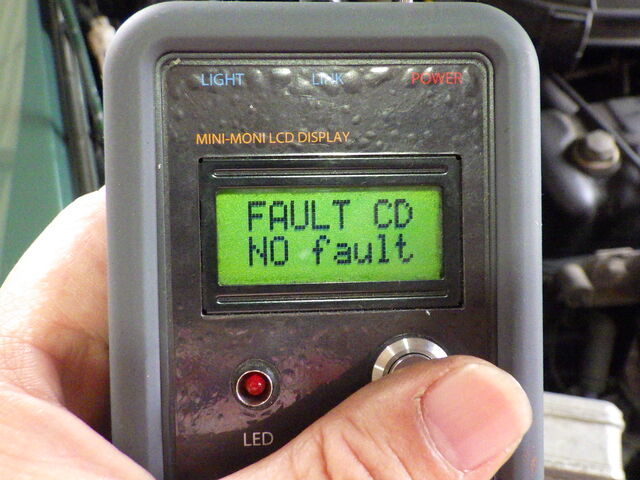 LIGHT LINK POWER
MINI-MONI LCD DISPLAY
FAULT CD
NO fault
LED